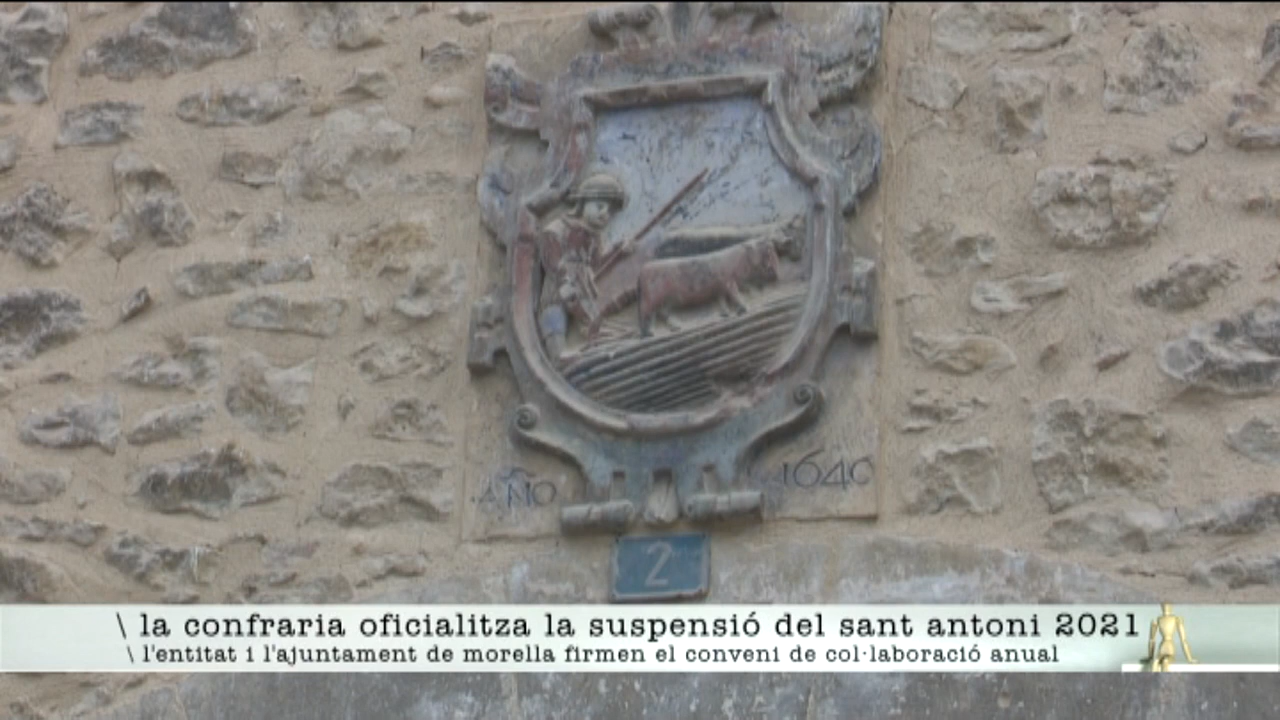 AÑO 1640
2
\ la confraria oficialitza la suspensió del sant antoni 2021
\ l'entitat i l'ajuntament de morella firmen el conveni de col·laboració anual